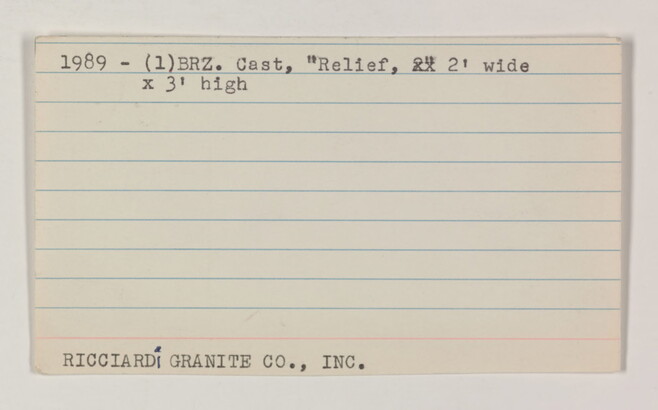 1989 - (1)BRZ. Cast, "Relief, 2' wide
x 3' high
RICCIARDi GRANITE CO., INC.